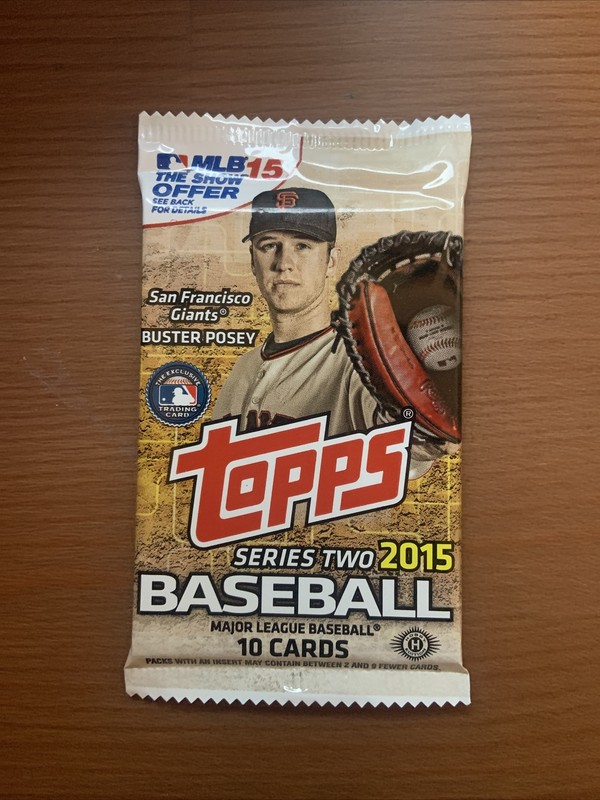 MLB 15
THE SHOW
OFFER
SEE BACK
FOR DETAILS
SF
San Francisco
Giants®
BUSTER POSEY
THE EXCLUSIVE
TRADING
CARD
TOPPS®
SERIES TWO 2015
BASEBALL
MAJOR LEAGUE BASEBALL®
10 CARDS
H
PACKS WITH AN INSERT MAY CONTAIN BETWEEN 2 AND 9 FEWER CARDS.